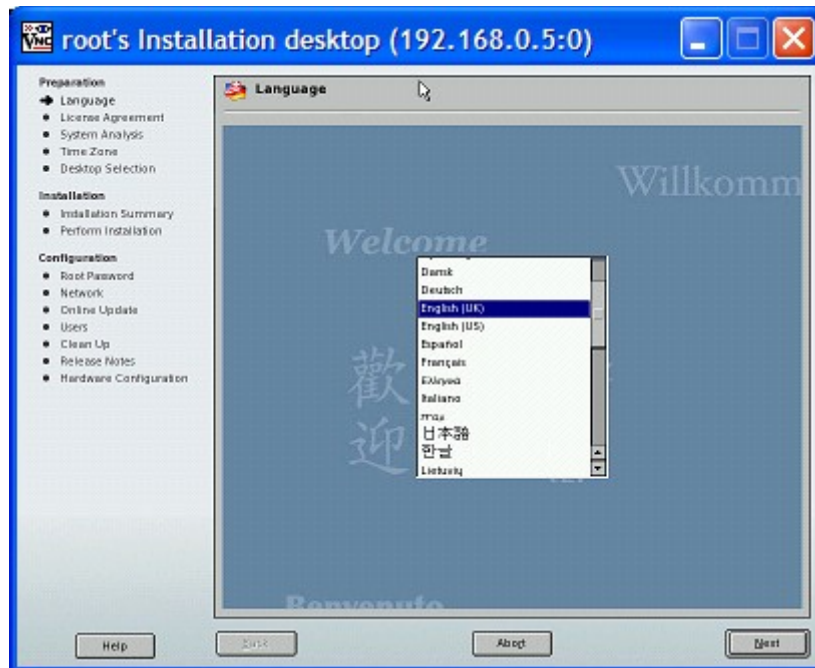 VNC root's Installation desktop (192.168.0.5:0)
Preparation
Language
License Agreement
System Analysis
Time Zone
Desktop Selection
Installation
Installation Summary
Perform Installation
Configuration
Root Password
Network
Online Update
Users
Clean Up
Release Notes
Hardware Configuration
Language
Willkomm
Welcome
Dansk
Deutsch
English (UK)
English (US)
Español
Français
Ελληνικά
Italiano
日本語
한글
Lietuvių
歡
迎
Benvenuto
Help
Back
Abort
Next